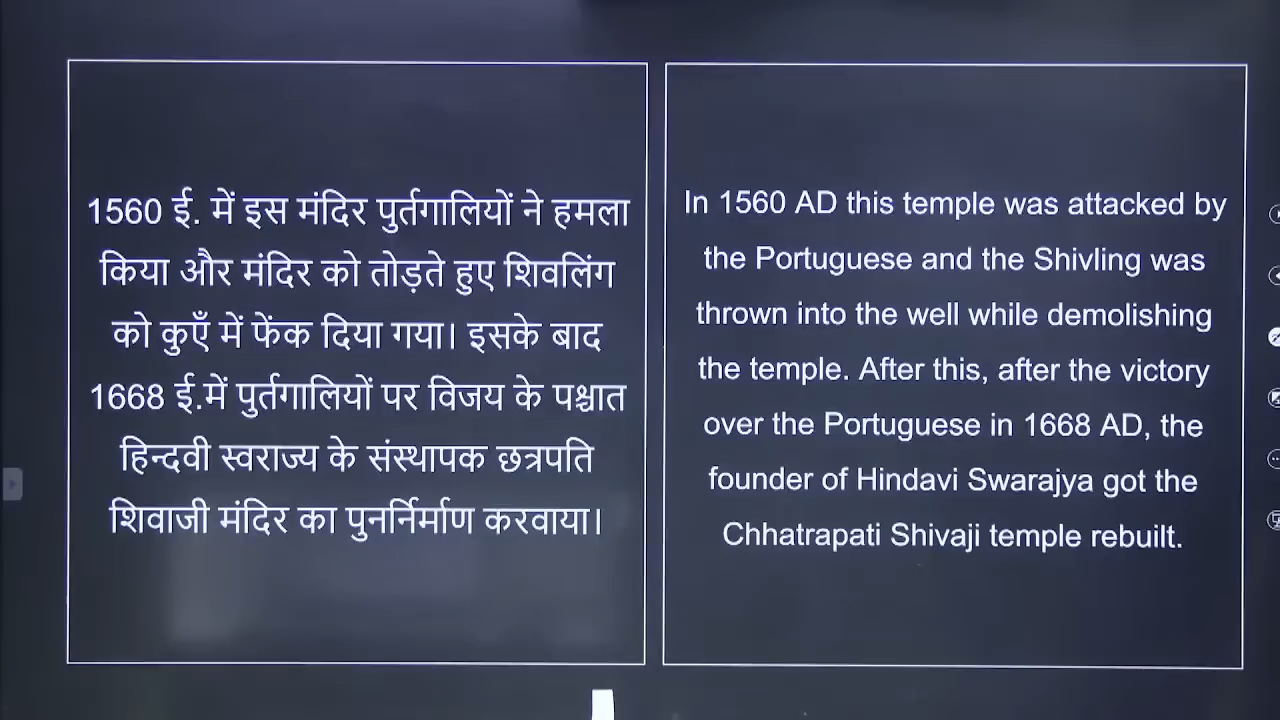 1560 ई. में इस मंदिर पुर्तगालियों ने हमला
किया और मंदिर को तोड़ते हुए शिवलिंग
को कुएँ में फेंक दिया गया। इसके बाद
1668 ई.में पुर्तगालियों पर विजय के पश्चात
हिन्दवी स्वराज्य के संस्थापक छत्रपति
शिवाजी मंदिर का पुनर्निर्माण करवाया।
In 1560 AD this temple was attacked by
the Portuguese and the Shivling was
thrown into the well while demolishing
the temple. After this, after the victory
over the Portuguese in 1668 AD, the
founder of Hindavi Swarajya got the
Chhatrapati Shivaji temple rebuilt.